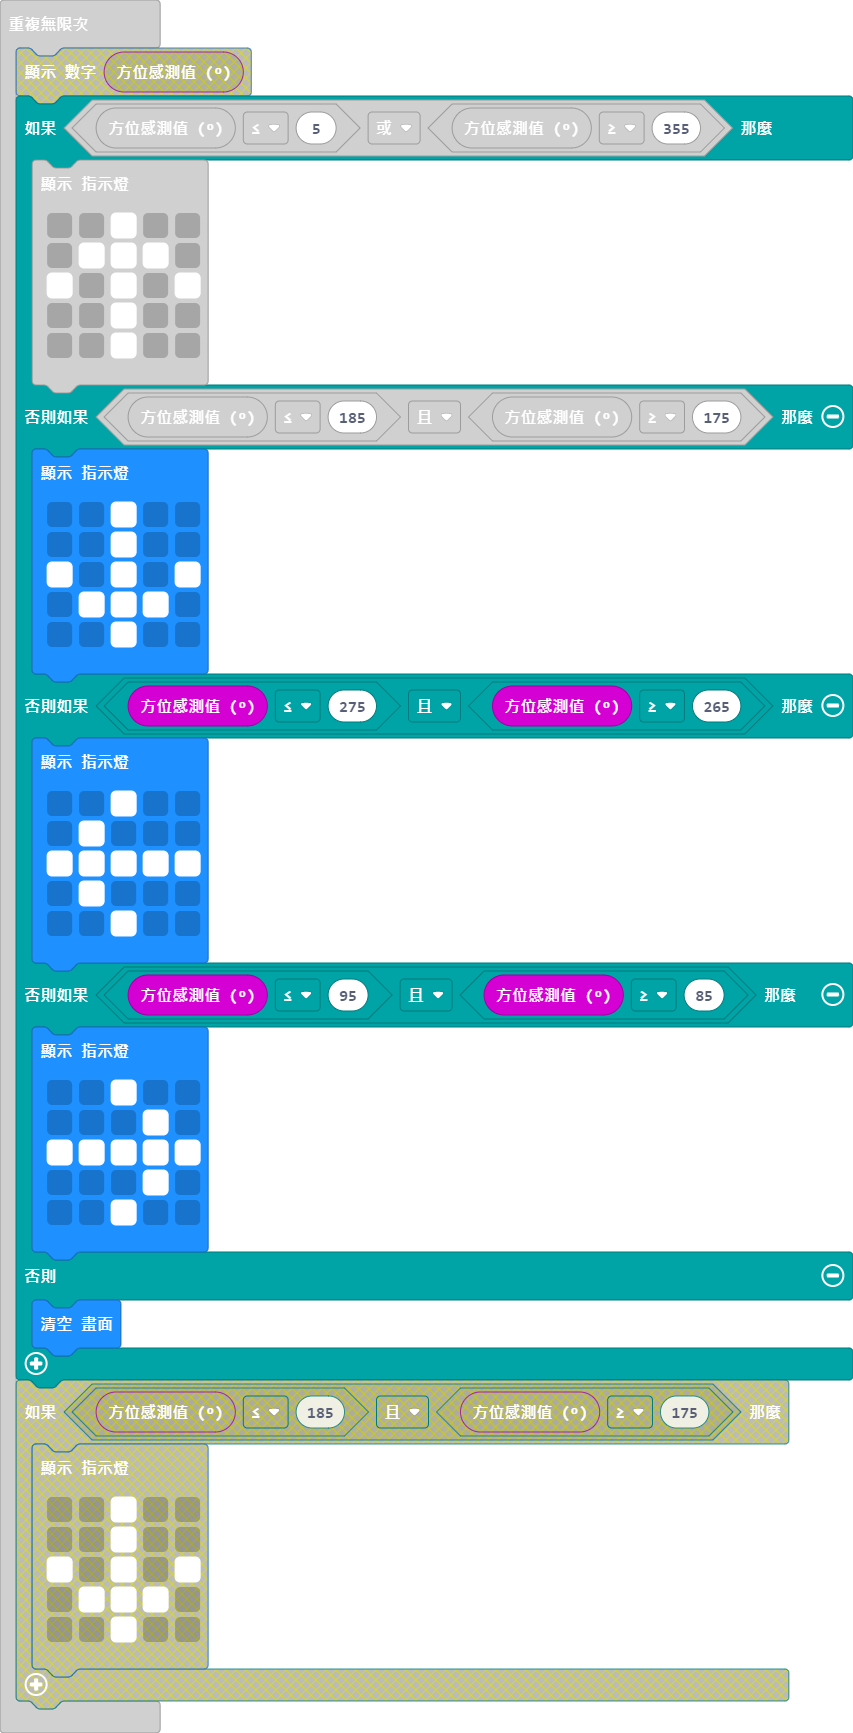 重複無限次
顯示 數字 方位感測值 (°)
如果 方位感測值 (°) ≤ 5 或 方位感測值 (°) ≥ 355 那麼
顯示 指示燈
否則如果 方位感測值 (°) ≤ 185 且 方位感測值 (°) ≥ 175 那麼
顯示 指示燈
否則如果 方位感測值 (°) ≤ 275 且 方位感測值 (°) ≥ 265 那麼
顯示 指示燈
否則如果 方位感測值 (°) ≤ 95 且 方位感測值 (°) ≥ 85 那麼
顯示 指示燈
否則
清空 畫面
如果 方位感測值 (°) ≤ 185 且 方位感測值 (°) ≥ 175 那麼
顯示 指示燈